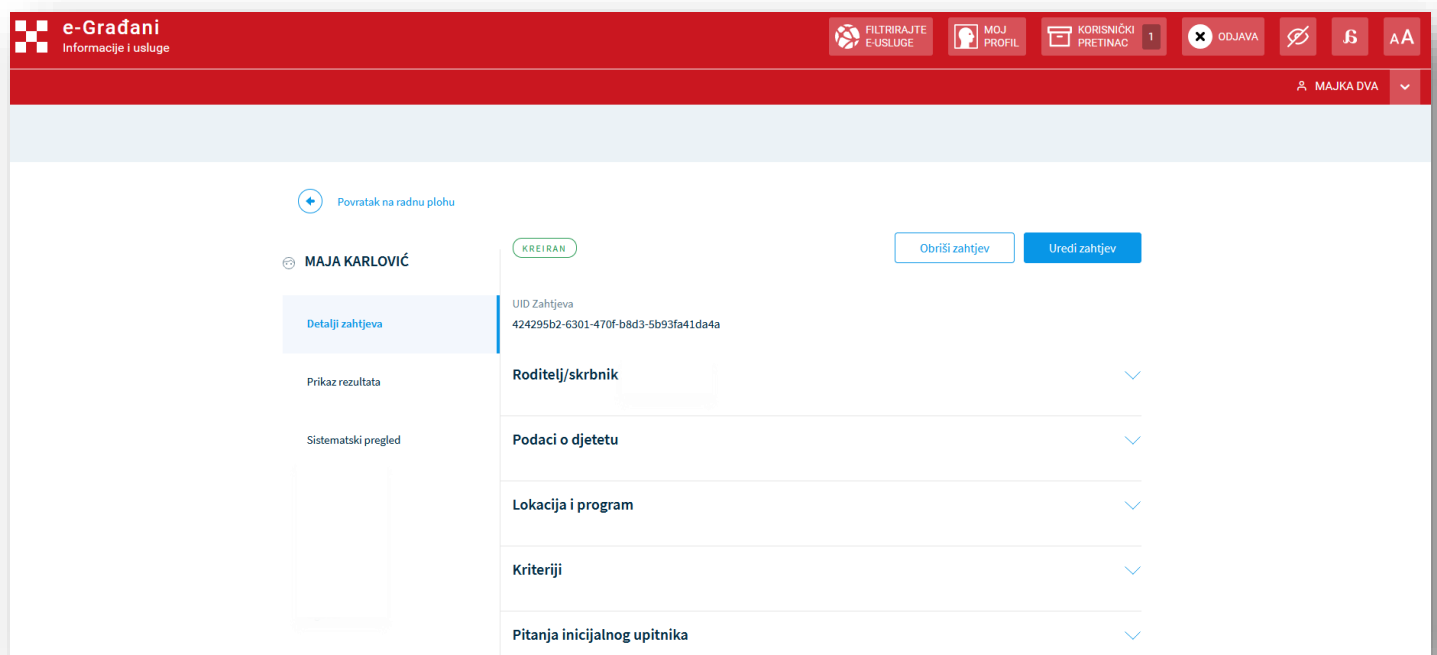 e-Građani
Informacije i usluge
FILTRIRAJTE
E-USLUGE
MOJ
PROFIL
KORISNIČKI
PRETINAC
1
ODJAVA
AA
MAJKA DVA
Povratak na radnu plohu
MAJA KARLOVIĆ
Detalji zahtjeva
Prikaz rezultata
Sistematski pregled
KREIRAN
Obriši zahtjev
Uredi zahtjev
UID Zahtjeva
424295b2-6301-470f-b8d3-5b93fa41da4a
Roditelj/skrbnik
Podaci o djetetu
Lokacija i program
Kriteriji
Pitanja inicijalnog upitnika